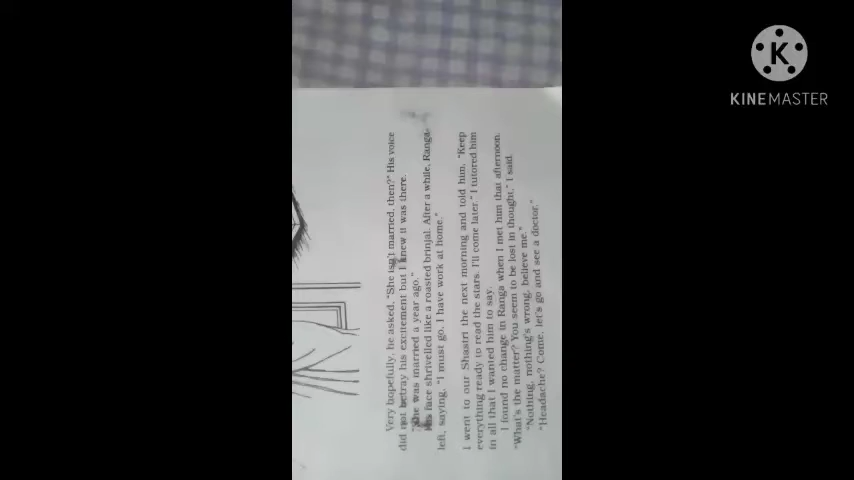 KINEMASTER
Very hopefully, he asked, "She isn't married, then?" His voice
did not betray his excitement but I knew it was there.
"She was married a year ago."
His face shrivelled like a roasted brinjal. After a while, Ranga
left, saying, "I must go, I have work at home."
I went to our Shastri the next morning and told him, "Keep
everything ready to read the stars. I'll come later." I tutored him
in all that I wanted him to say.
I found no change in Ranga when I met him that afternoon.
"What's the matter? You seem to be lost in thought," I said.
"Nothing, nothing's wrong, believe me."
"Headache? Come, let's go and see a doctor."